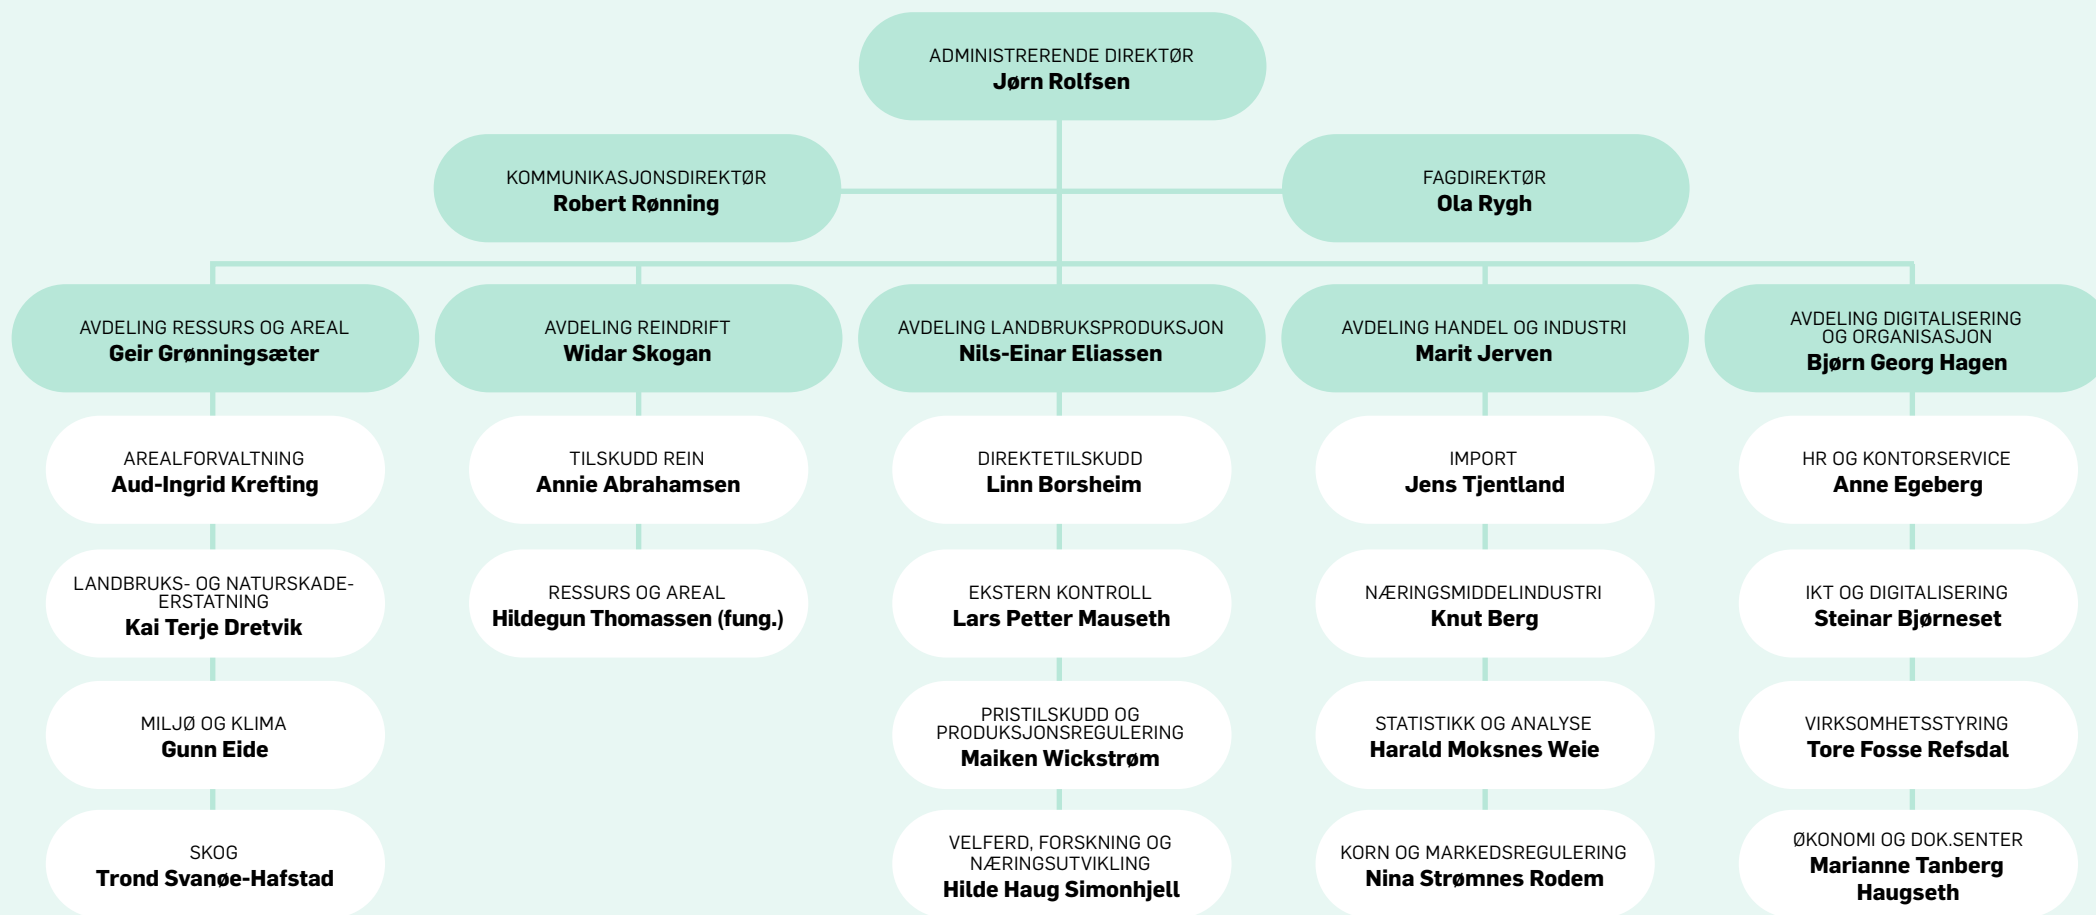 ADMINISTRERENDE DIREKTØR
Jørn Rolfsen
KOMMUNIKASJONSDIREKTØR
Robert Rønning
FAGDIREKTØR
Ola Rygh
AVDELING RESSURS OG AREAL
Geir Grønningsæter
AVDELING REINDRIFT
Widar Skogan
AVDELING LANDBRUKSPRODUKSJON
Nils-Einar Eliassen
AVDELING HANDEL OG INDUSTRI
Marit Jerven
AVDELING DIGITALISERING
OG ORGANISASJON
Bjørn Georg Hagen
AREALFORVALTNING
Aud-Ingrid Krefting
TILSKUDD REIN
Annie Abrahamsen
DIREKTETILSKUDD
Linn Borsheim
IMPORT
Jens Tjentland
HR OG KONTORSERVICE
Anne Egeberg
LANDBRUKS- OG NATURSKADE-
ERSTATNING
Kai Terje Dretvik
RESSURS OG AREAL
Hildegun Thomassen (fung.)
EKSTERN KONTROLL
Lars Petter Mauseth
NÆRINGSMIDDELINDUSTRI
Knut Berg
IKT OG DIGITALISERING
Steinar Bjørneset
MILJØ OG KLIMA
Gunn Eide
PRISTILSKUDD OG
PRODUKSJONSREGULERING
Maiken Wickstrøm
STATISTIKK OG ANALYSE
Harald Moksnes Weie
VIRKSOMHETSSTYRING
Tore Fosse Refsdal
SKOG
Trond Svanøe-Hafstad
VELFERD, FORSKNING OG
NÆRINGSUTVIKLING
Hilde Haug Simonhjell
KORN OG MARKEDSREGULERING
Nina Strømnes Rodem
ØKONOMI OG DOK.SENTER
Marianne Tanberg
Haugseth